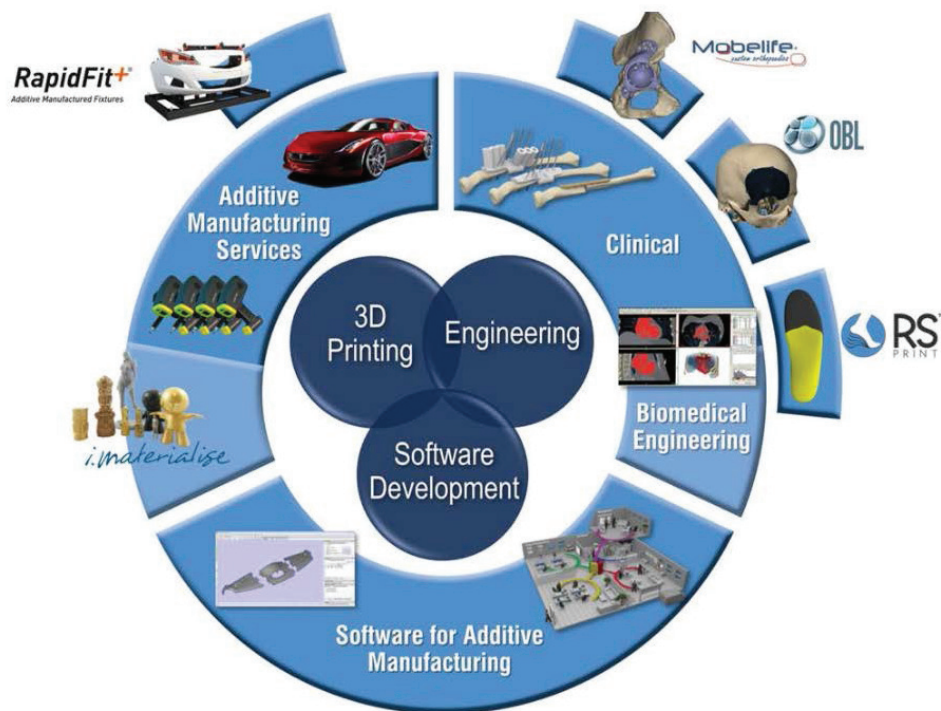 RapidFit+
Additive Manufactured Fixtures
Mobelife
custom orthopedics
OBL
Additive
Manufacturing
Services
Clinical
3D
Printing
Engineering
RS
PRINT
i.materialise
Biomedical
Engineering
Software
Development
Software for Additive
Manufacturing